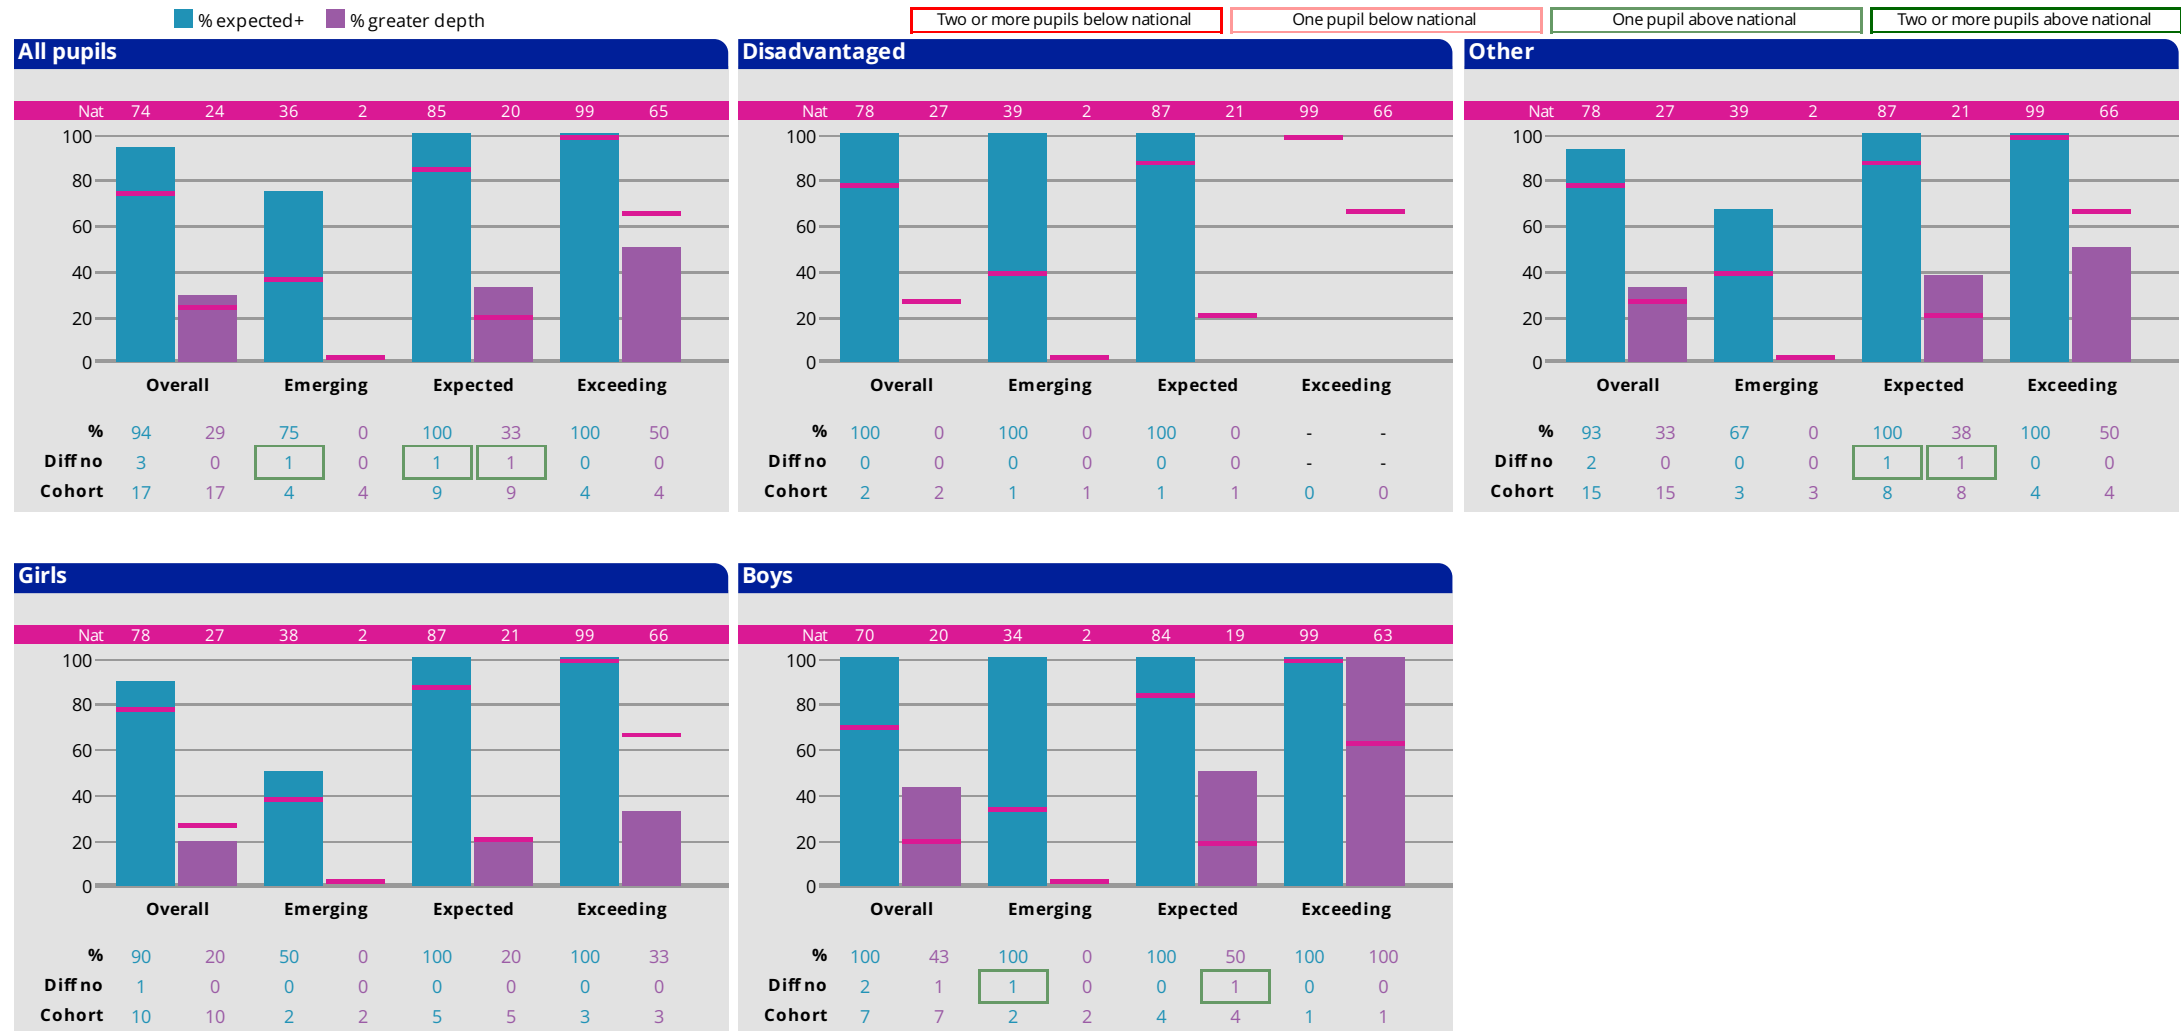 % expected+ % greater depth
Two or more pupils below national One pupil below national One pupil above national Two or more pupils above national
All pupils
Nat 74 24 36 2 85 20 99 65
100
80
60
40
20
0
Overall Emerging Expected Exceeding
% 94 29 75 0 100 33 100 50
Diff no 3 0 1 0 1 1 0 0
Cohort 17 17 4 4 9 9 4 4
Disadvantaged
Nat 78 27 39 2 87 21 99 66
100
80
60
40
20
0
Overall Emerging Expected Exceeding
% 100 0 100 0 100 0 - -
Diff no 0 0 0 0 0 0 - -
Cohort 2 2 1 1 1 1 0 0
Other
Nat 78 27 39 2 87 21 99 66
100
80
60
40
20
0
Overall Emerging Expected Exceeding
% 93 33 67 0 100 38 100 50
Diff no 2 0 0 0 1 1 0 0
Cohort 15 15 3 3 8 8 4 4
Girls
Nat 78 27 38 2 87 21 99 66
100
80
60
40
20
0
Overall Emerging Expected Exceeding
% 90 20 50 0 100 20 100 33
Diff no 1 0 0 0 0 0 0 0
Cohort 10 10 2 2 5 5 3 3
Boys
Nat 70 20 34 2 84 19 99 63
100
80
60
40
20
0
Overall Emerging Expected Exceeding
% 100 43 100 0 100 50 100 100
Diff no 2 1 1 0 0 1 0 0
Cohort 7 7 2 2 4 4 1 1